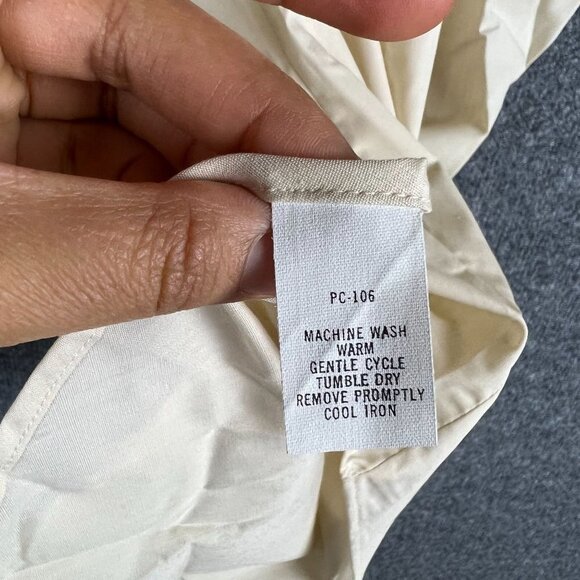 PC-106
MACHINE WASH
WARM
GENTLE CYCLE
TUMBLE DRY
REMOVE PROMPTLY
COOL IRON